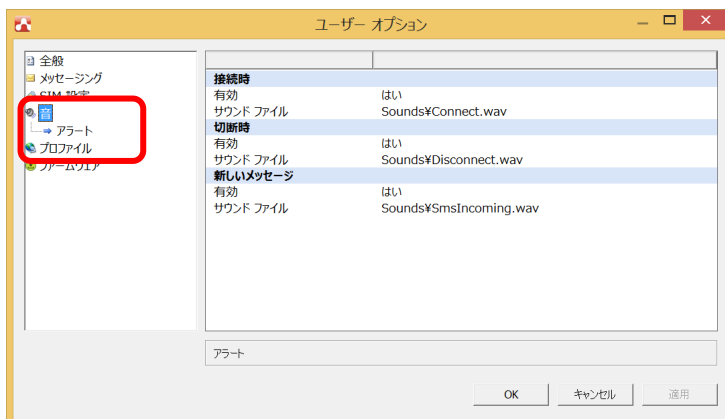 ユーザー オプション
全般
メッセージング
SIM 設定
音
アラート
プロファイル
ファームウェア
接続時
有効 はい
サウンド ファイル Sounds¥Connect.wav
切断時
有効 はい
サウンド ファイル Sounds¥Disconnect.wav
新しいメッセージ
有効 はい
サウンド ファイル Sounds¥SmsIncoming.wav
アラート
OK キャンセル 適用